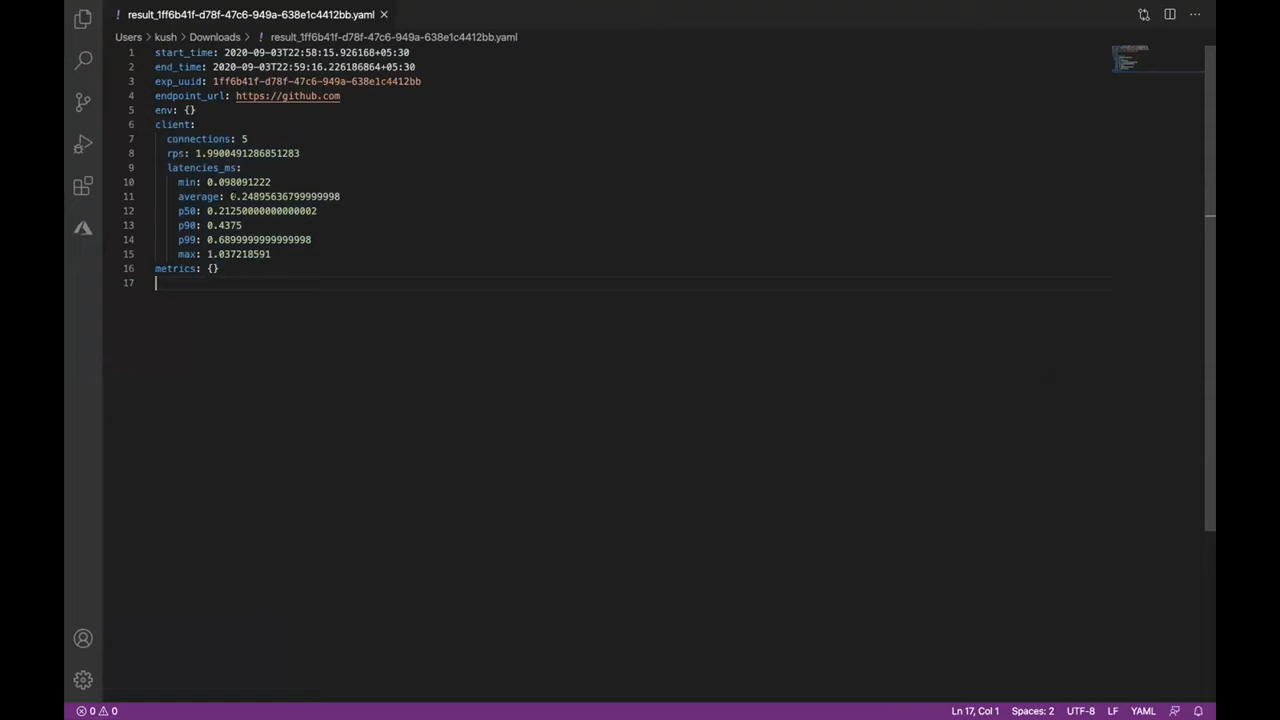 result_1ff6b41f-d78f-47c6-949a-638e1c4412bb.yaml
Users > kush > Downloads > ! result_1ff6b41f-d78f-47c6-949a-638e1c4412bb.yaml
1 start_time: 2020-09-03T22:58:15.926168+05:30
2 end_time: 2020-09-03T22:59:16.226186864+05:30
3 exp_uuid: 1ff6b41f-d78f-47c6-949a-638e1c4412bb
4 endpoint_url: https://github.com
5 env: {}
6 client:
7 connections: 5
8 rps: 1.9900491286851283
9 latencies_ms:
10 min: 0.098091222
11 average: 0.24895636799999998
12 p50: 0.21250000000000002
13 p90: 0.4375
14 p99: 0.6899999999999998
15 max: 1.037218591
16 metrics: {}
17
0 0 Ln 17, Col 1 Spaces: 2 UTF-8 LF YAML